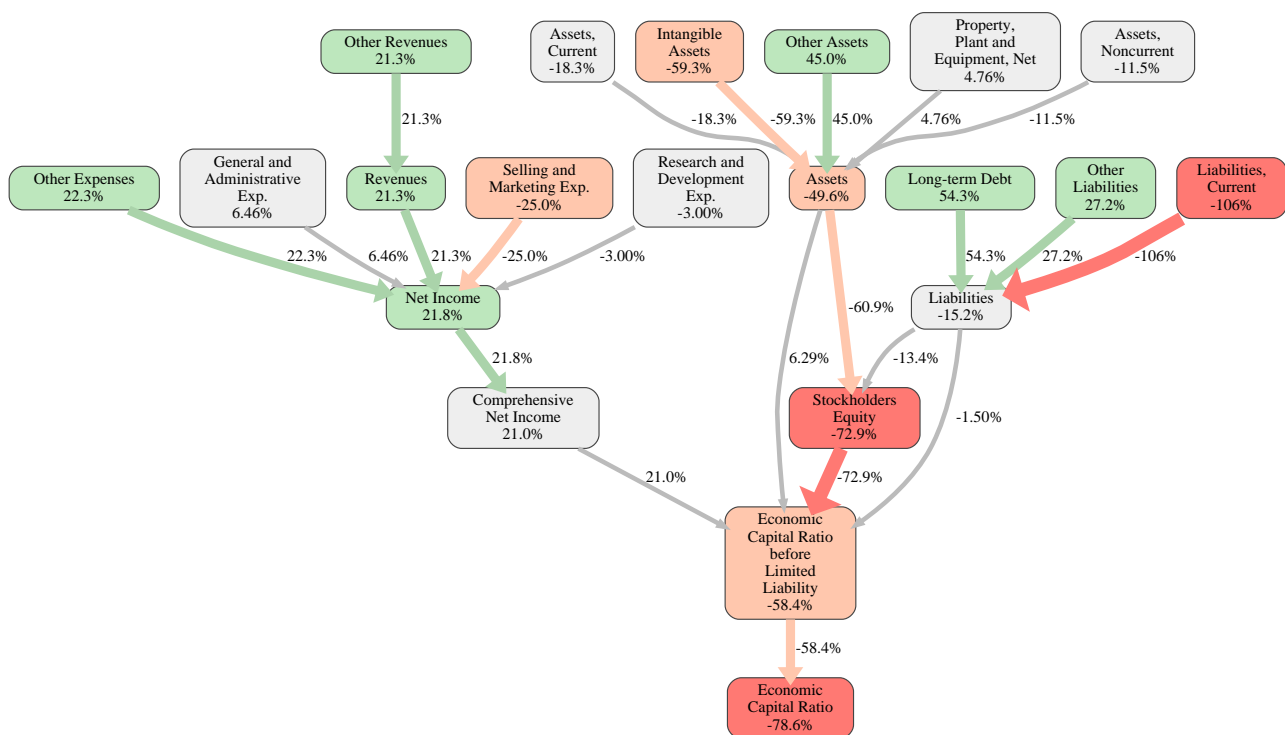 Other Revenues
21.3%
Assets,
Current
-18.3%
Intangible
Assets
-59.3%
Other Assets
45.0%
Property,
Plant and
Equipment, Net
4.76%
Assets,
Noncurrent
-11.5%
21.3%
-18.3%
-59.3%
45.0%
4.76%
-11.5%
Other Expenses
22.3%
General and
Administrative
Exp.
6.46%
Revenues
21.3%
Selling and
Marketing Exp.
-25.0%
Research and
Development
Exp.
-3.00%
Assets
-49.6%
Long-term Debt
54.3%
Other
Liabilities
27.2%
Liabilities,
Current
-106%
22.3%
6.46%
21.3%
-25.0%
-3.00%
54.3%
27.2%
-106%
Net Income
21.8%
Liabilities
-15.2%
21.8%
6.29%
-60.9%
-13.4%
-1.50%
Comprehensive
Net Income
21.0%
Stockholders
Equity
-72.9%
21.0%
-72.9%
Economic
Capital Ratio
before
Limited
Liability
-58.4%
-58.4%
Economic
Capital Ratio
-78.6%